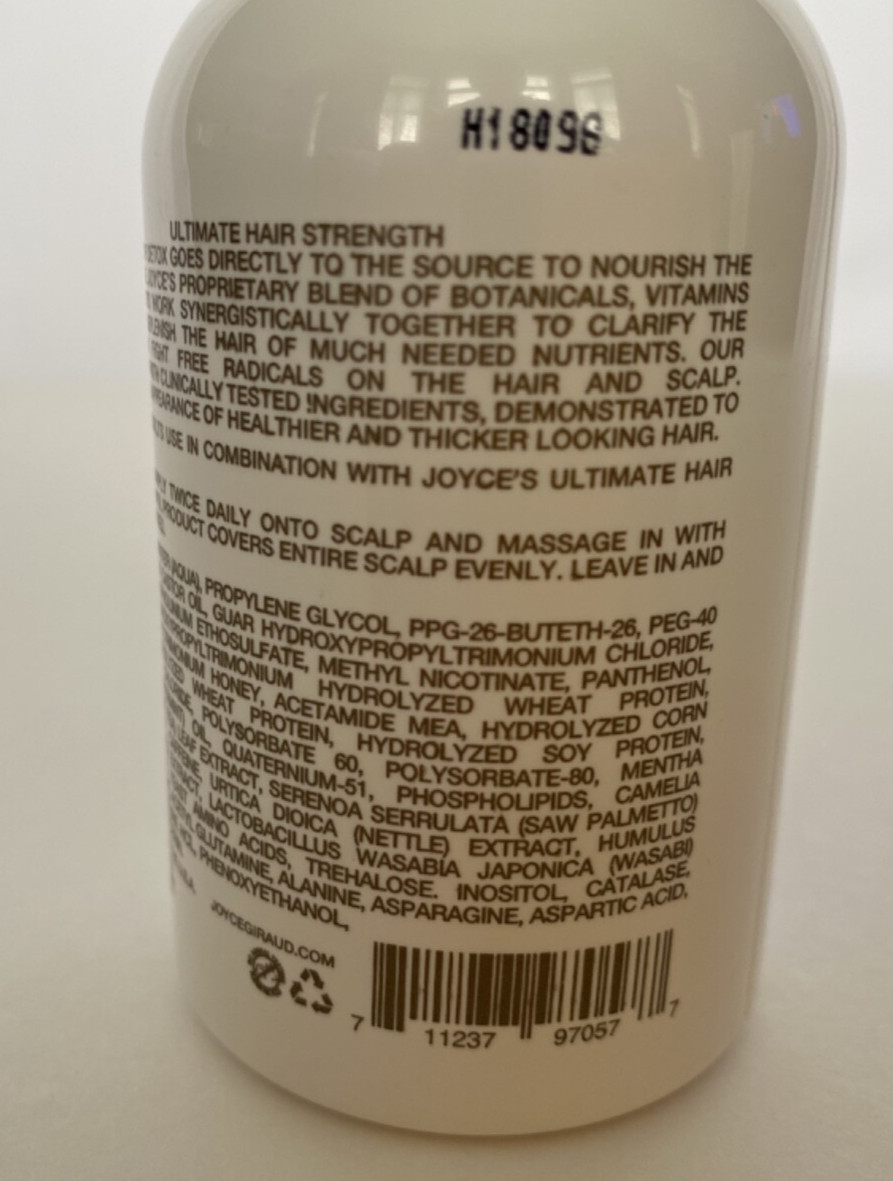 H18096
ULTIMATE HAIR STRENGTH
GOES DIRECTLY TO THE SOURCE TO NOURISH THE
JOYCE'S PROPRIETARY BLEND OF BOTANICALS, VITAMINS
WORK SYNERGISTICALLY TOGETHER TO CLARIFY THE
THE HAIR OF MUCH NEEDED NUTRIENTS. OUR
FREE RADICALS ON THE HAIR AND SCALP.
CLINICALLY TESTED INGREDIENTS, DEMONSTRATED TO
OF HEALTHIER AND THICKER LOOKING HAIR.
USE IN COMBINATION WITH JOYCE'S ULTIMATE HAIR
TWICE DAILY ONTO SCALP AND MASSAGE IN WITH
PRODUCT COVERS ENTIRE SCALP EVENLY. LEAVE IN AND
(AQUA), PROPYLENE GLYCOL, PPG-26-BUTETH-26, PEG-40
OIL, GUAR HYDROXYPROPYLTRIMONIUM CHLORIDE,
ETHOSULFATE, METHYL NICOTINATE, PANTHENOL,
HYDROLYZED WHEAT PROTEIN,
HONEY, ACETAMIDE MEA, HYDROLYZED CORN
WHEAT PROTEIN, HYDROLYZED SOY PROTEIN,
POLYSORBATE 60, POLYSORBATE-80, MENTHA
OIL, QUATERNIUM-51, PHOSPHOLIPIDS, CAMELIA
LEAF EXTRACT, SERENOA SERRULATA (SAW PALMETTO)
URTICA DIOICA (NETTLE) EXTRACT, HUMULUS
LACTOBACILLUS WASABIA JAPONICA (WASABI)
AMINO ACIDS, TREHALOSE. INOSITOL, CATALASE,
GLUTAMINE, ALANINE, ASPARAGINE, ASPARTIC ACID,
PHENOXYETHANOL,
JOYCEGIRAUD.COM
7 11237 97057 7